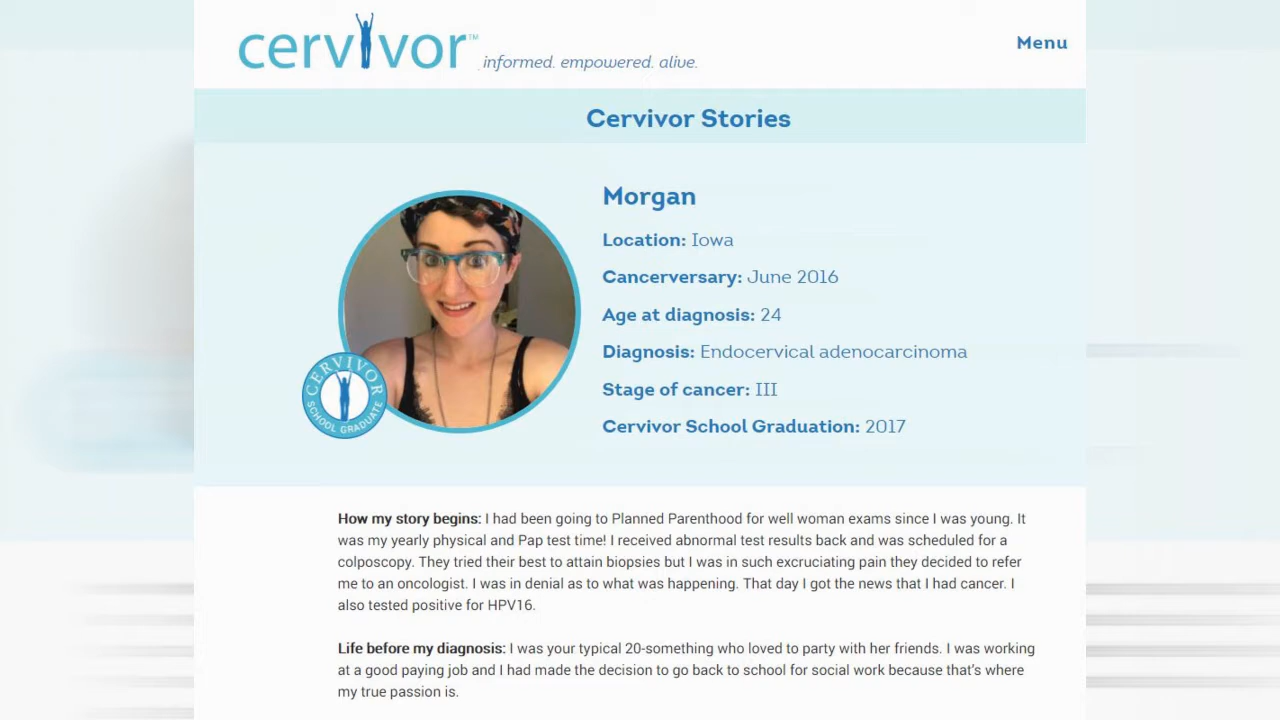 cervivor™ informed. empowered. alive.
Menu
Cervivor Stories
Morgan
Location: Iowa
Cancerversary: June 2016
Age at diagnosis: 24
Diagnosis: Endocervical adenocarcinoma
Stage of cancer: III
Cervivor School Graduation: 2017
CERVIVOR
SCHOOL GRADUATE
How my story begins: I had been going to Planned Parenthood for well woman exams since I was young. It
was my yearly physical and Pap test time! I received abnormal test results back and was scheduled for a
colposcopy. They tried their best to attain biopsies but I was in such excruciating pain they decided to refer
me to an oncologist. I was in denial as to what was happening. That day I got the news that I had cancer. I
also tested positive for HPV16.
Life before my diagnosis: I was your typical 20-something who loved to party with her friends. I was working
at a good paying job and I had made the decision to go back to school for social work because that's where
my true passion is.